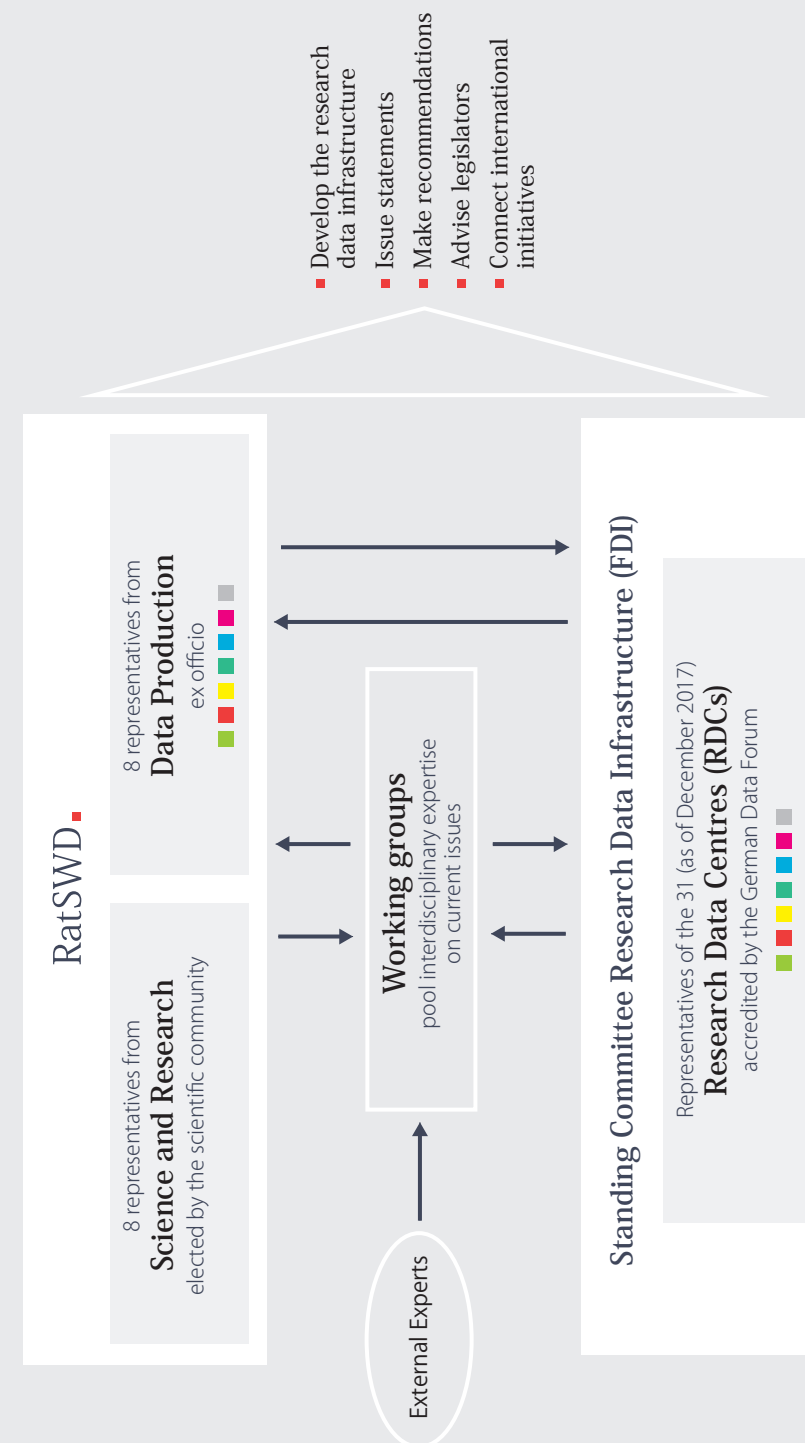 RatSWD
8 representatives from
Science and Research
elected by the scientific community
8 representatives from
Data Production
ex officio
External Experts
Working groups
pool interdisciplinary expertise
on current issues
Standing Committee Research Data Infrastructure (FDI)
Representatives of the 31 (as of December 2017)
Research Data Centres (RDCs)
accredited by the German Data Forum
Develop the research
data infrastructure
Issue statements
Make recommendations
Advise legislators
Connect international
initiatives